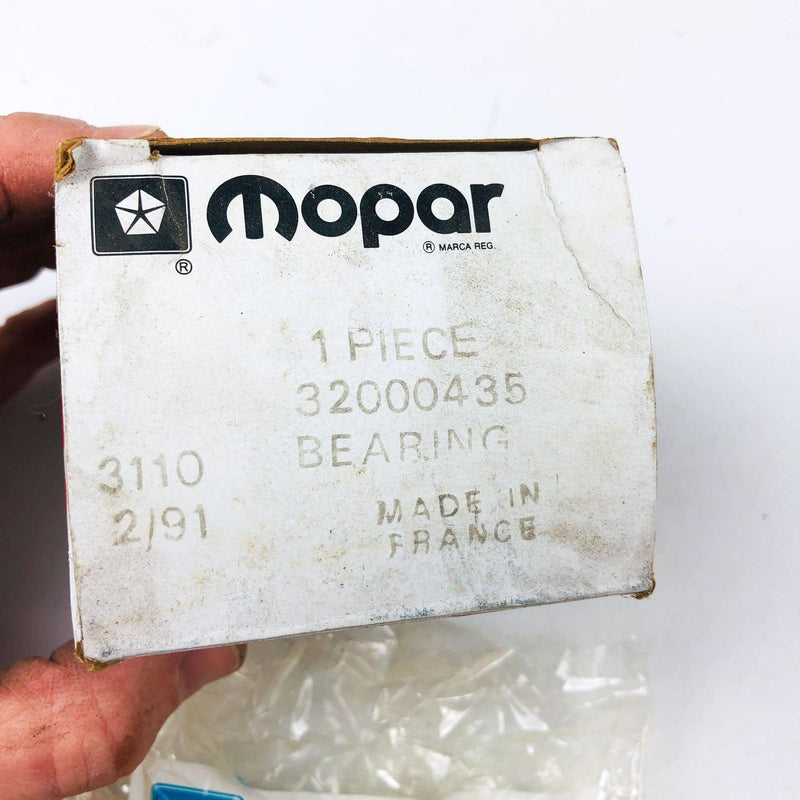 mopar
®
® MARCA REG.
1 PIECE
32000435
BEARING
3110
2/91
MADE IN
FRANCE